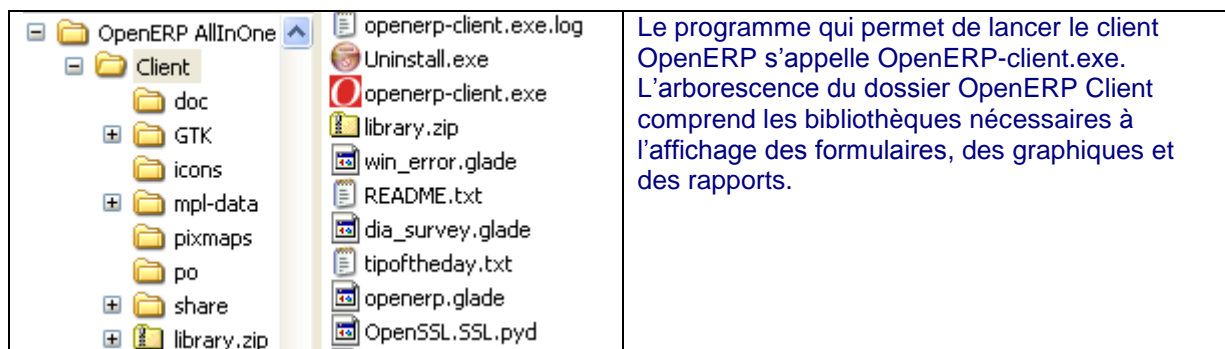 OpenERP AllInOne
Client
doc
GTK
icons
mpl-data
pixmaps
po
share
library.zip
openerp-client.exe.log
Uninstall.exe
openerp-client.exe
library.zip
win_error.glade
README.txt
dia_survey.glade
tipoftheday.txt
openerp.glade
OpenSSL.SSL.pyd
Le programme qui permet de lancer le client
OpenERP s’appelle OpenERP-client.exe.
L’arborescence du dossier OpenERP Client
comprend les bibliothèques nécessaires à
l’affichage des formulaires, des graphiques et
des rapports.